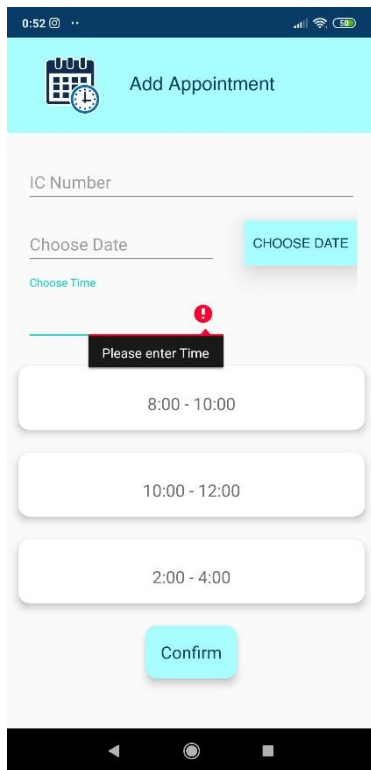 0:52
50
Add Appointment
IC Number
Choose Date
CHOOSE DATE
Choose Time
Please enter Time
8:00 - 10:00
10:00 - 12:00
2:00 - 4:00
Confirm